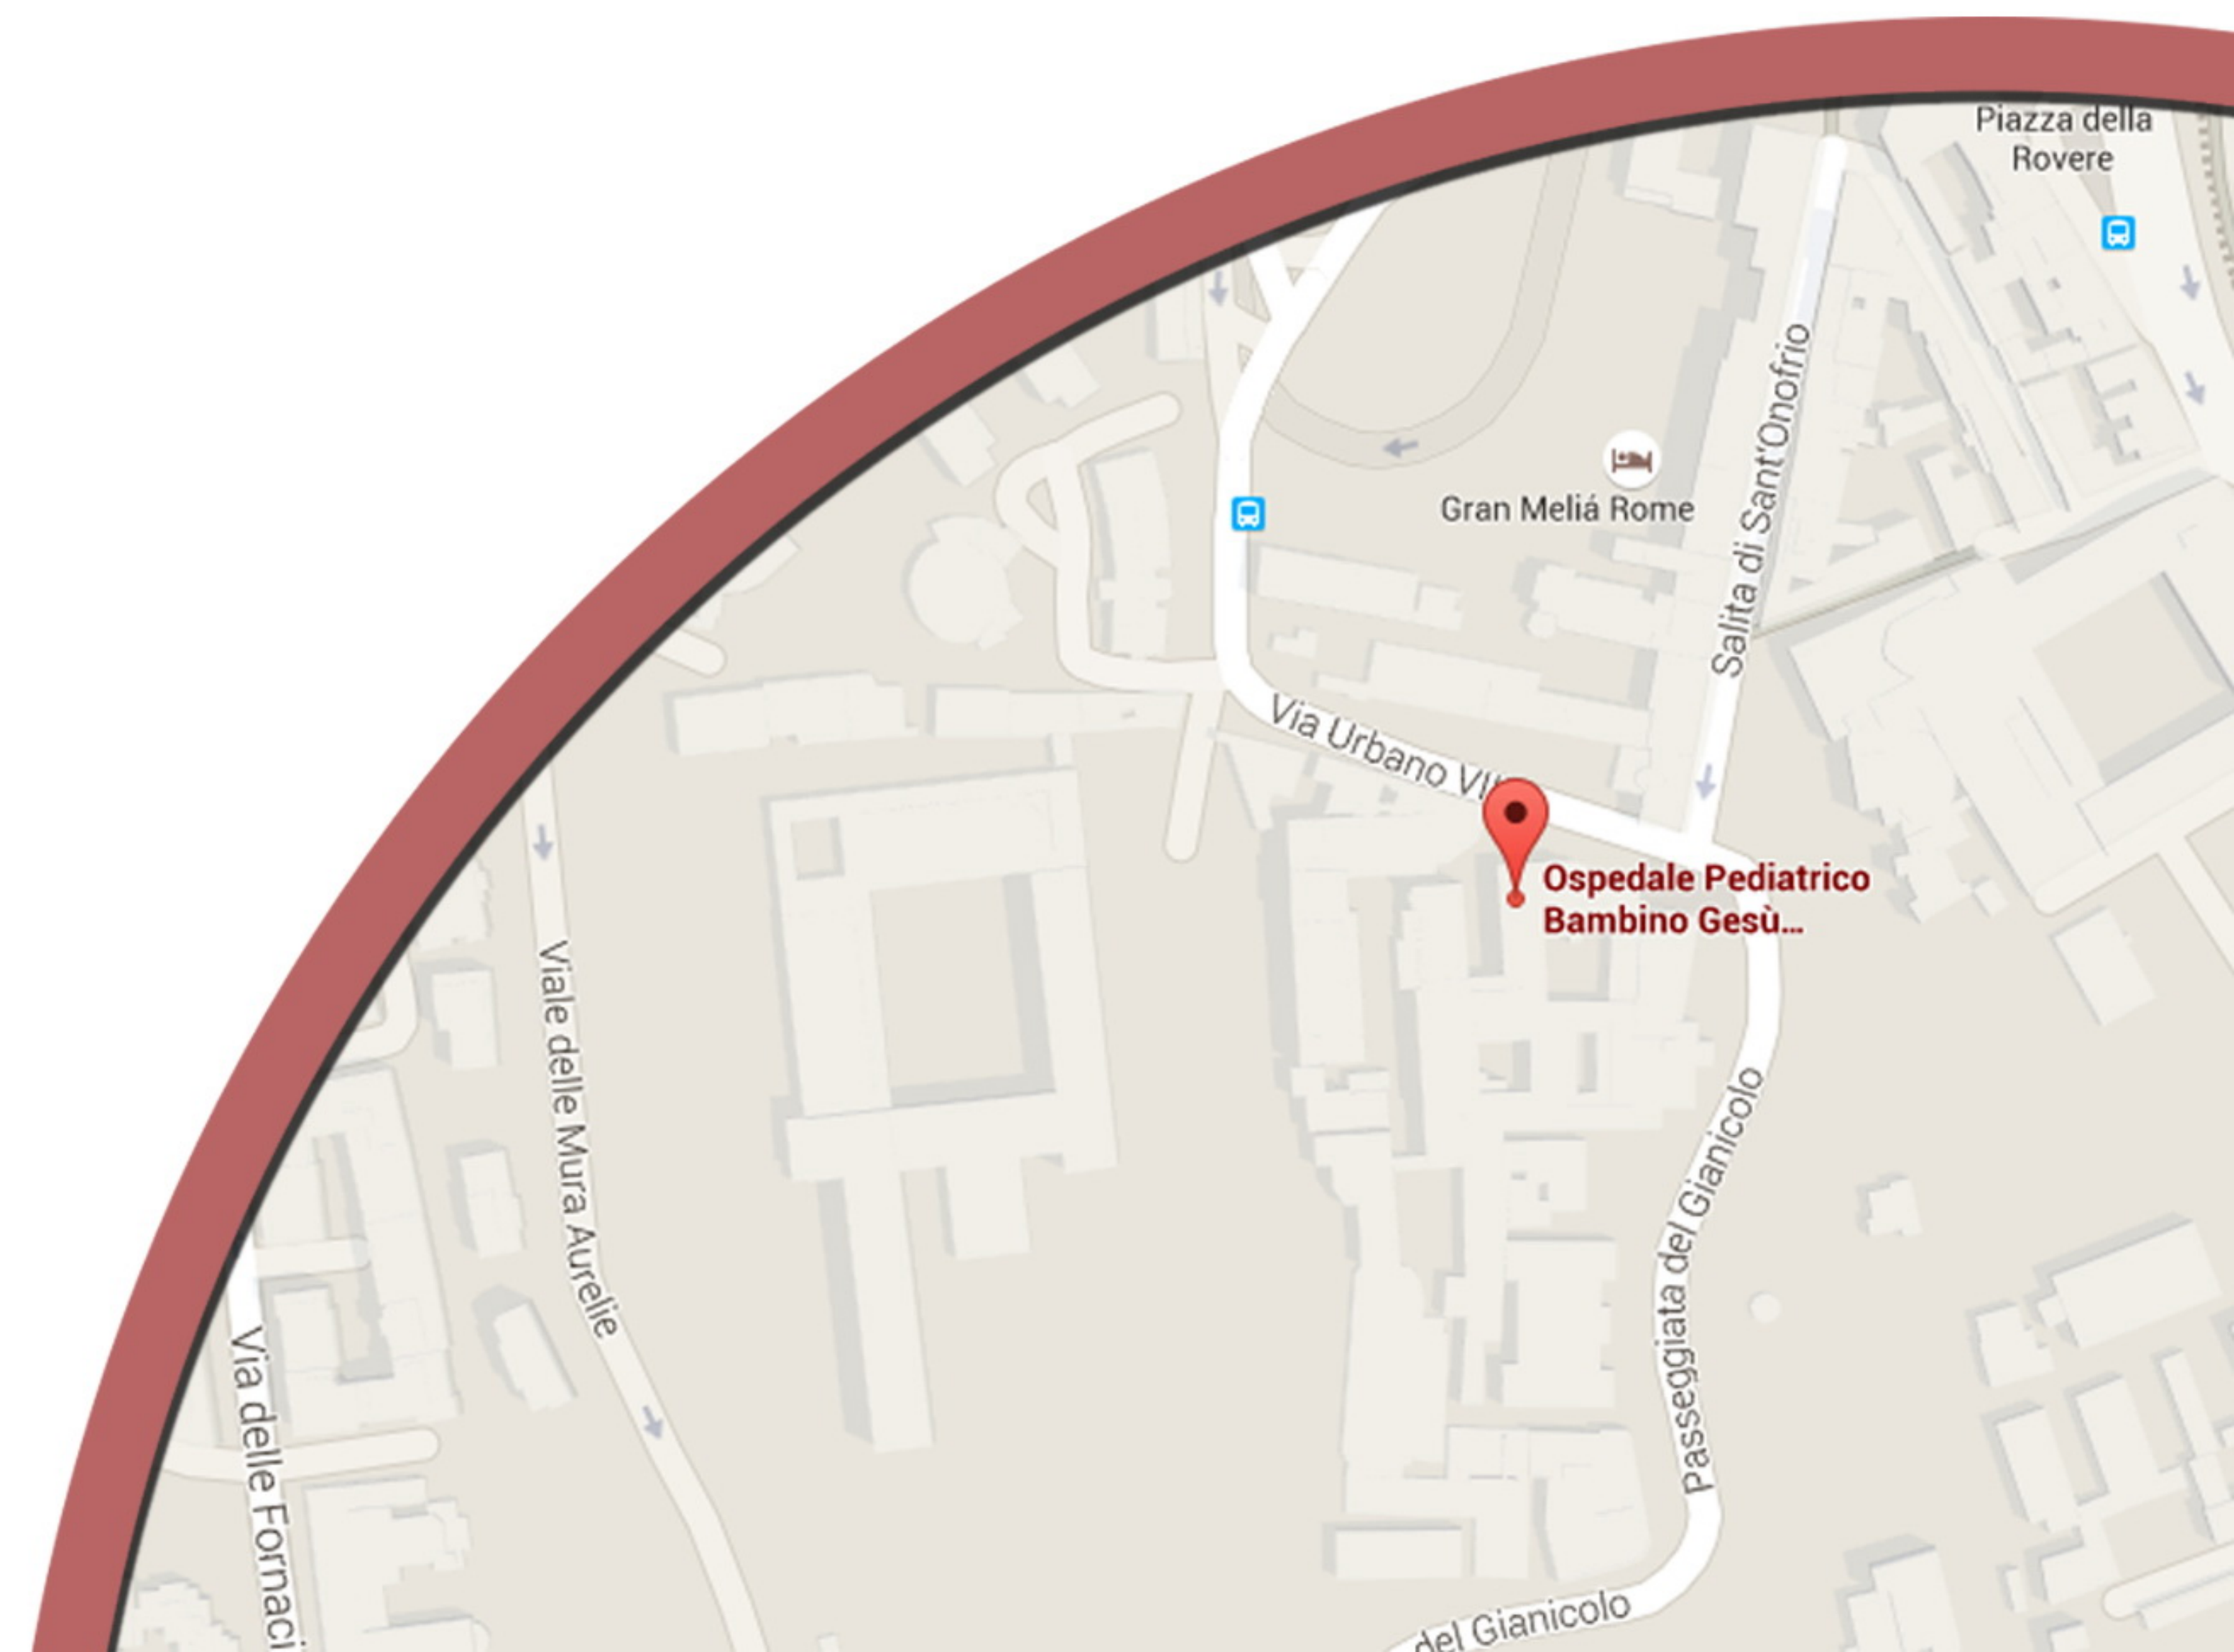 Piazza della
Rovere
Gran Meliá Rome
Salita di Sant'Onofrio
Via Urbano VIII
Ospedale Pediatrico
Bambino Gesù...
Viale delle Mura Aurelie
Passeggiata del Gianicolo
Via delle Fornaci
del Gianicolo